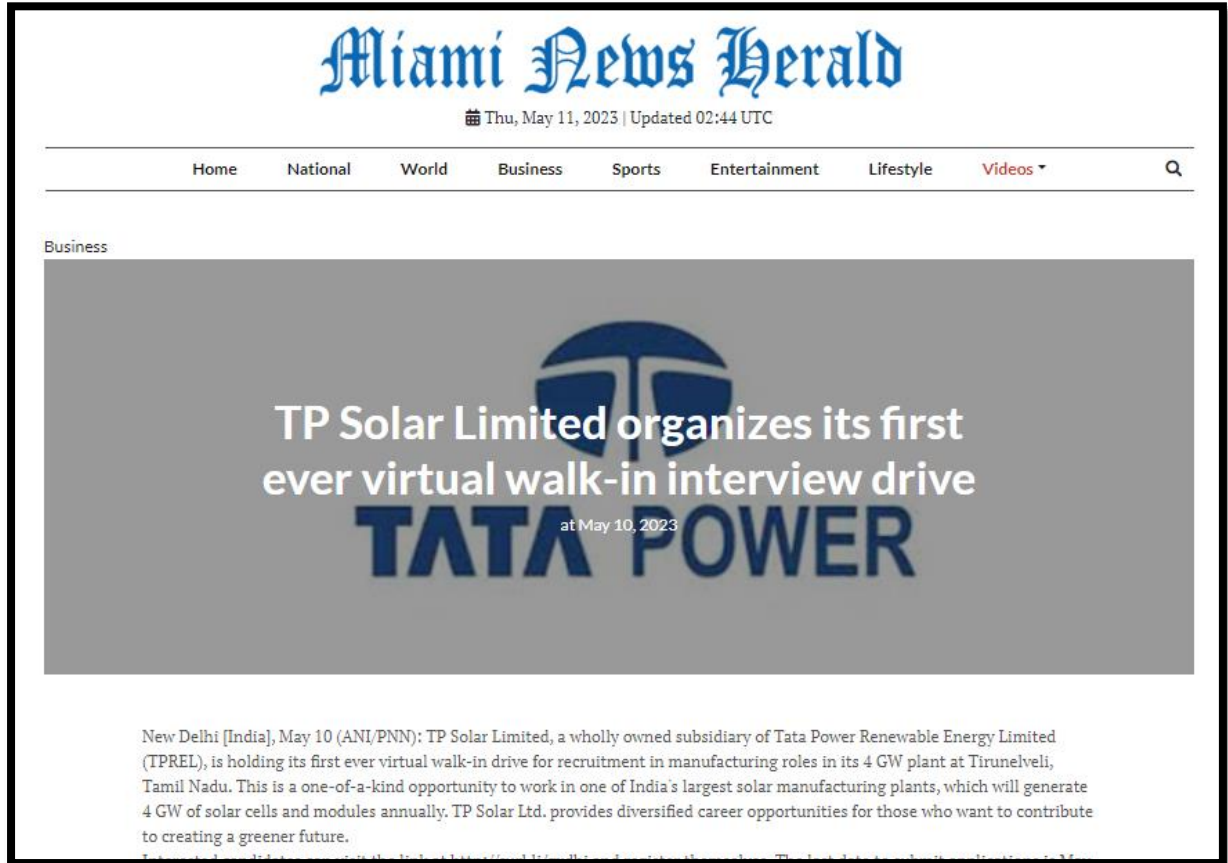 Miami News Herald
Thu, May 11, 2023 | Updated 02:44 UTC
Home National World Business Sports Entertainment Lifestyle Videos
Business
TP Solar Limited organizes its first
ever virtual walk-in interview drive
at May 10, 2023
TATA POWER
New Delhi [India], May 10 (ANI/PNN): TP Solar Limited, a wholly owned subsidiary of Tata Power Renewable Energy Limited
(TPREL), is holding its first ever virtual walk-in drive for recruitment in manufacturing roles in its 4 GW plant at Tirunelveli,
Tamil Nadu. This is a one-of-a-kind opportunity to work in one of India's largest solar manufacturing plants, which will generate
4 GW of solar cells and modules annually. TP Solar Ltd. provides diversified career opportunities for those who want to contribute
to creating a greener future.